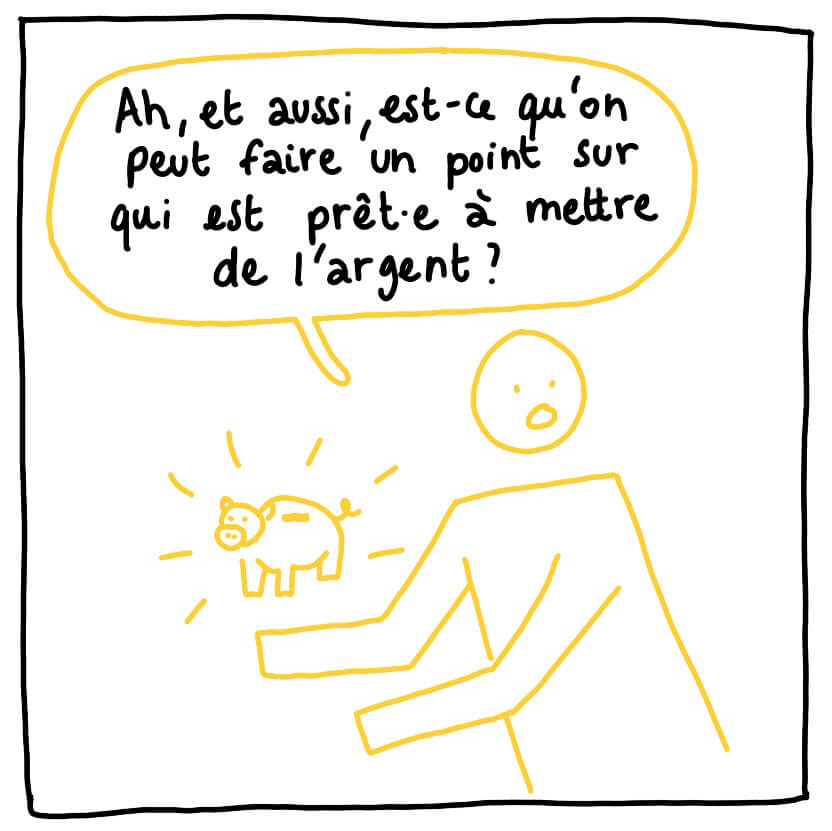 Ah, et aussi, est-ce qu'on
peut faire un point sur
qui est prêt·e à mettre
de l'argent ?